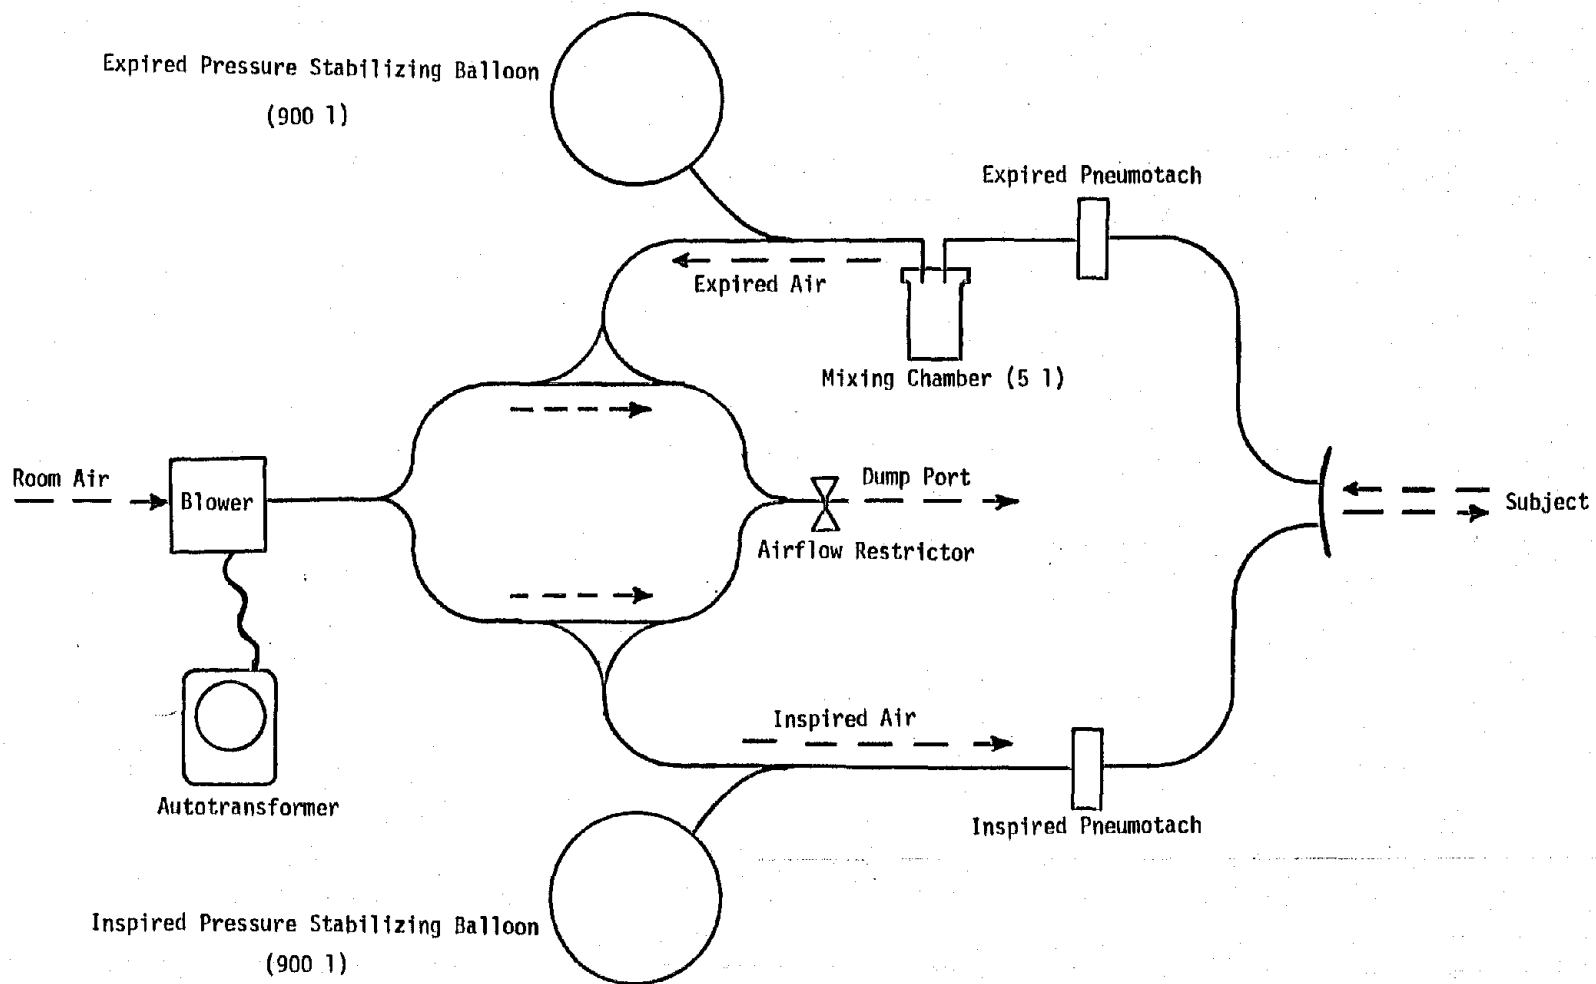 Expired Pressure Stabilizing Balloon
(900 l)
Expired Pneumotach
Expired Air
Mixing Chamber (5 l)
Room Air
Blower
Dump Port
Subject
Airflow Restrictor
Inspired Air
Autotransformer
Inspired Pneumotach
Inspired Pressure Stabilizing Balloon
(900 l)